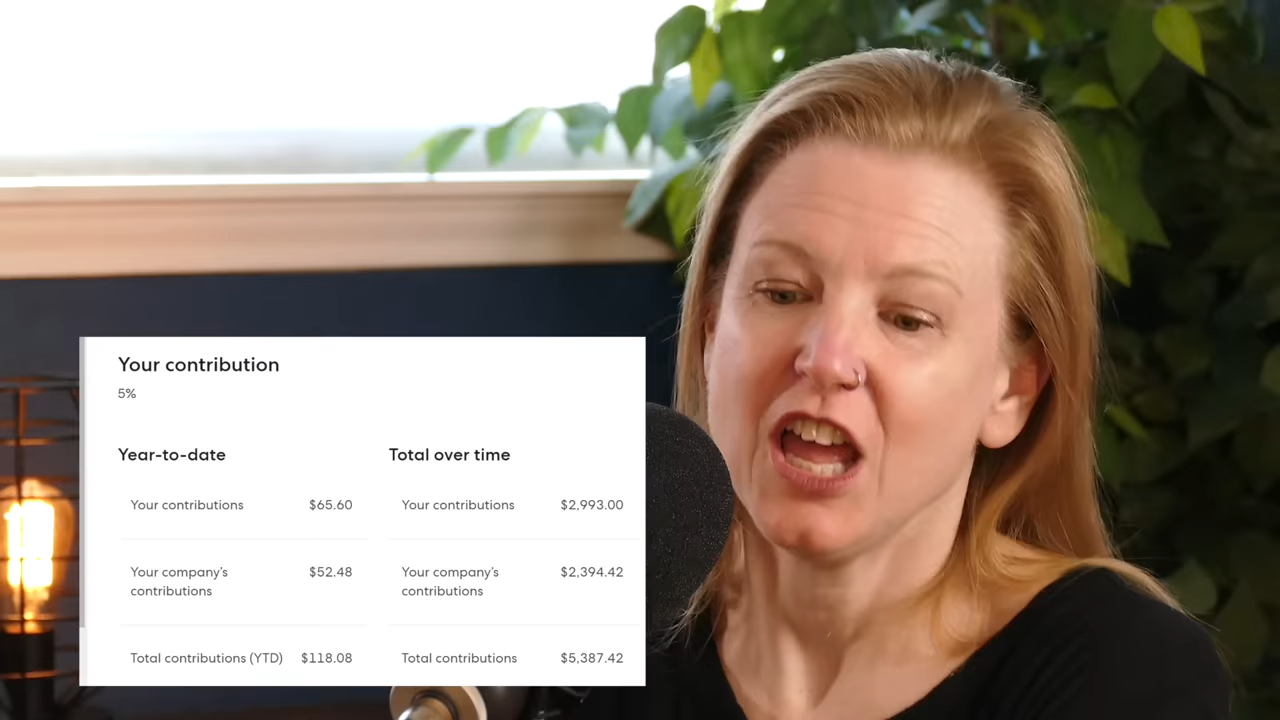 Your contribution
5%
Year-to-date
Your contributions $65.60
Your company's
contributions
$52.48
Total contributions (YTD) $118.08
Total over time
Your contributions $2,993.00
Your company's
contributions
$2,394.42
Total contributions $5,387.42